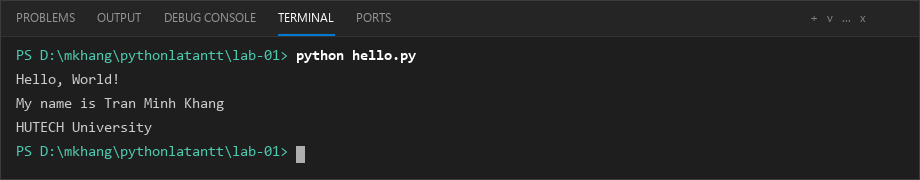 PROBLEMS OUTPUT DEBUG CONSOLE TERMINAL PORTS + v ... x
PS D:\mkhang\pythonlatantt\lab-01> python hello.py
Hello, World!
My name is Tran Minh Khang
HUTECH University
PS D:\mkhang\pythonlatantt\lab-01>